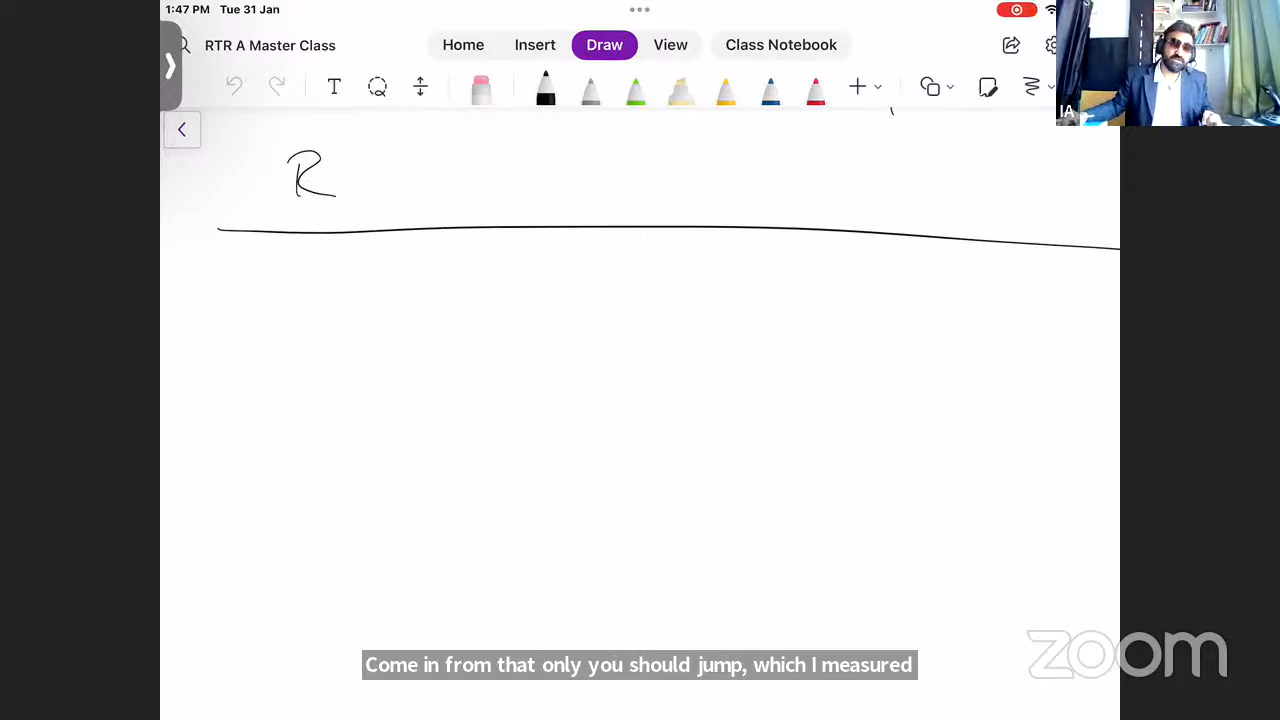 1:47 PM Tue 31 Jan
RTR A Master Class
Home Insert Draw View Class Notebook
T
IA
R
Come in from that only you should jump, which I measured
zoom